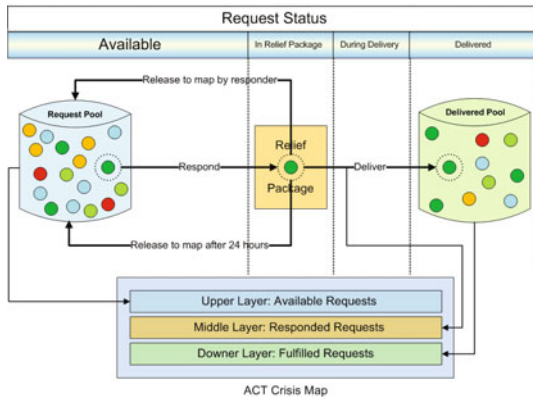 Request Status
Available
In Relief Package
During Delivery
Delivered
Release to map by responder
Request Pool
Delivered Pool
Respond
Relief
Package
Deliver
Release to map after 24 hours
Upper Layer: Available Requests
Middle Layer: Responded Requests
Downer Layer: Fulfilled Requests
ACT Crisis Map